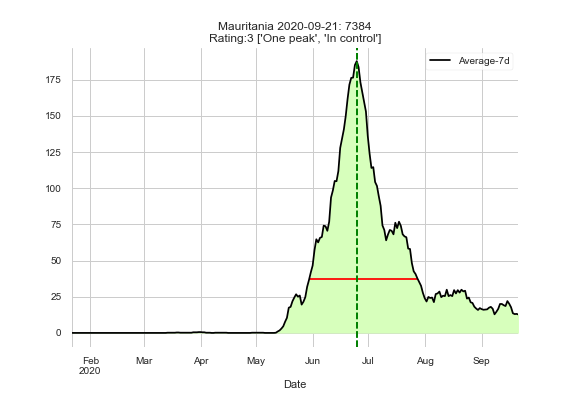 Mauritania 2020-09-21: 7384
Rating:3 ['One peak', 'In control']
Average-7d
175
150
125
100
75
50
25
0
Feb Mar Apr May Jun Jul Aug Sep
2020
Date